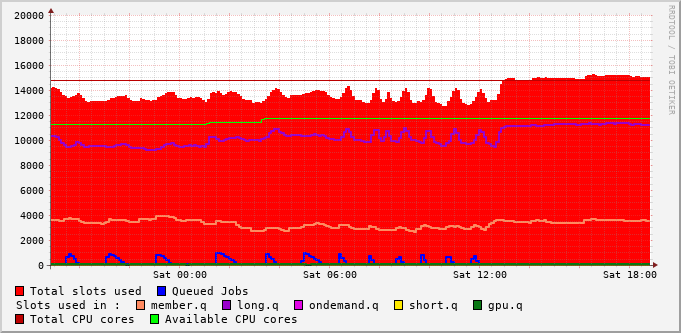 20000
18000
16000
14000
12000
10000
8000
6000
4000
2000
0
Sat 00:00 Sat 06:00 Sat 12:00 Sat 18:00
RRDTOOL / TOBI OETIKER
Total slots used Queued Jobs
Slots used in : member.q long.q ondemand.q short.q gpu.q
Total CPU cores Available CPU cores